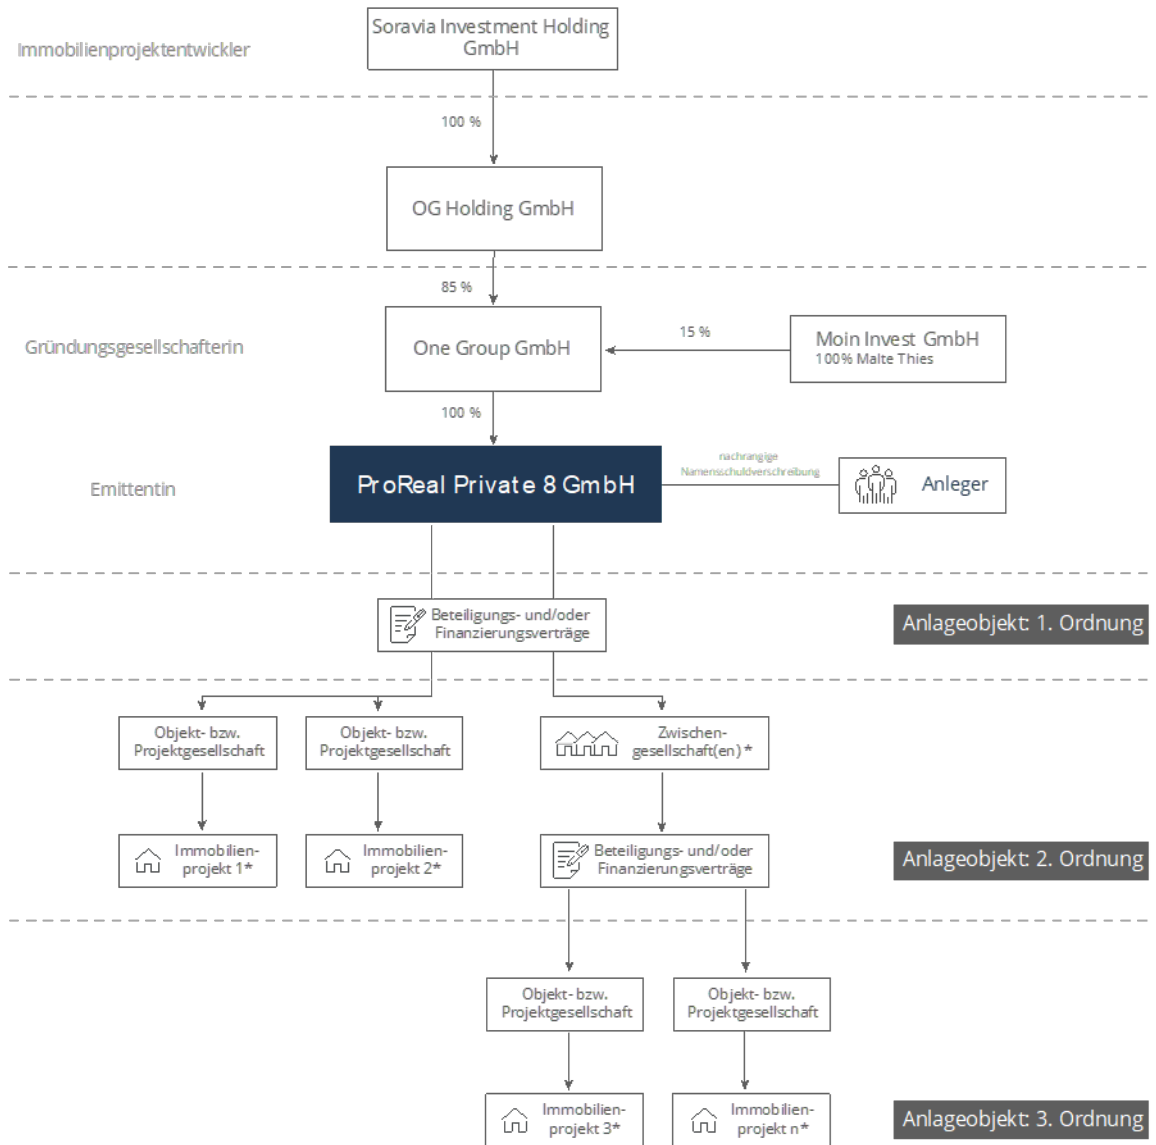 Soravia Investment Holding
GmbH
Immobilienprojektentwickler
100 %
OG Holding GmbH
85 %
Gründungsgesellschafterin
One Group GmbH
15 %
Moin Invest GmbH
100% Malte Thies
100 %
Emittentin
ProReal Private 8 GmbH
nachrangige
Namensschuldverschreibung
Anleger
Beteiligungs- und/oder
Finanzierungsverträge
Anlageobjekt: 1. Ordnung
Objekt- bzw.
Projektgesellschaft
Objekt- bzw.
Projektgesellschaft
Zwischen-
gesellschaft(en) *
Immobilien-
projekt 1*
Immobilien-
projekt 2*
Beteiligungs- und/oder
Finanzierungsverträge
Anlageobjekt: 2. Ordnung
Objekt- bzw.
Projektgesellschaft
Objekt- bzw.
Projektgesellschaft
Immobilien-
projekt 3*
Immobilien-
projekt n*
Anlageobjekt: 3. Ordnung